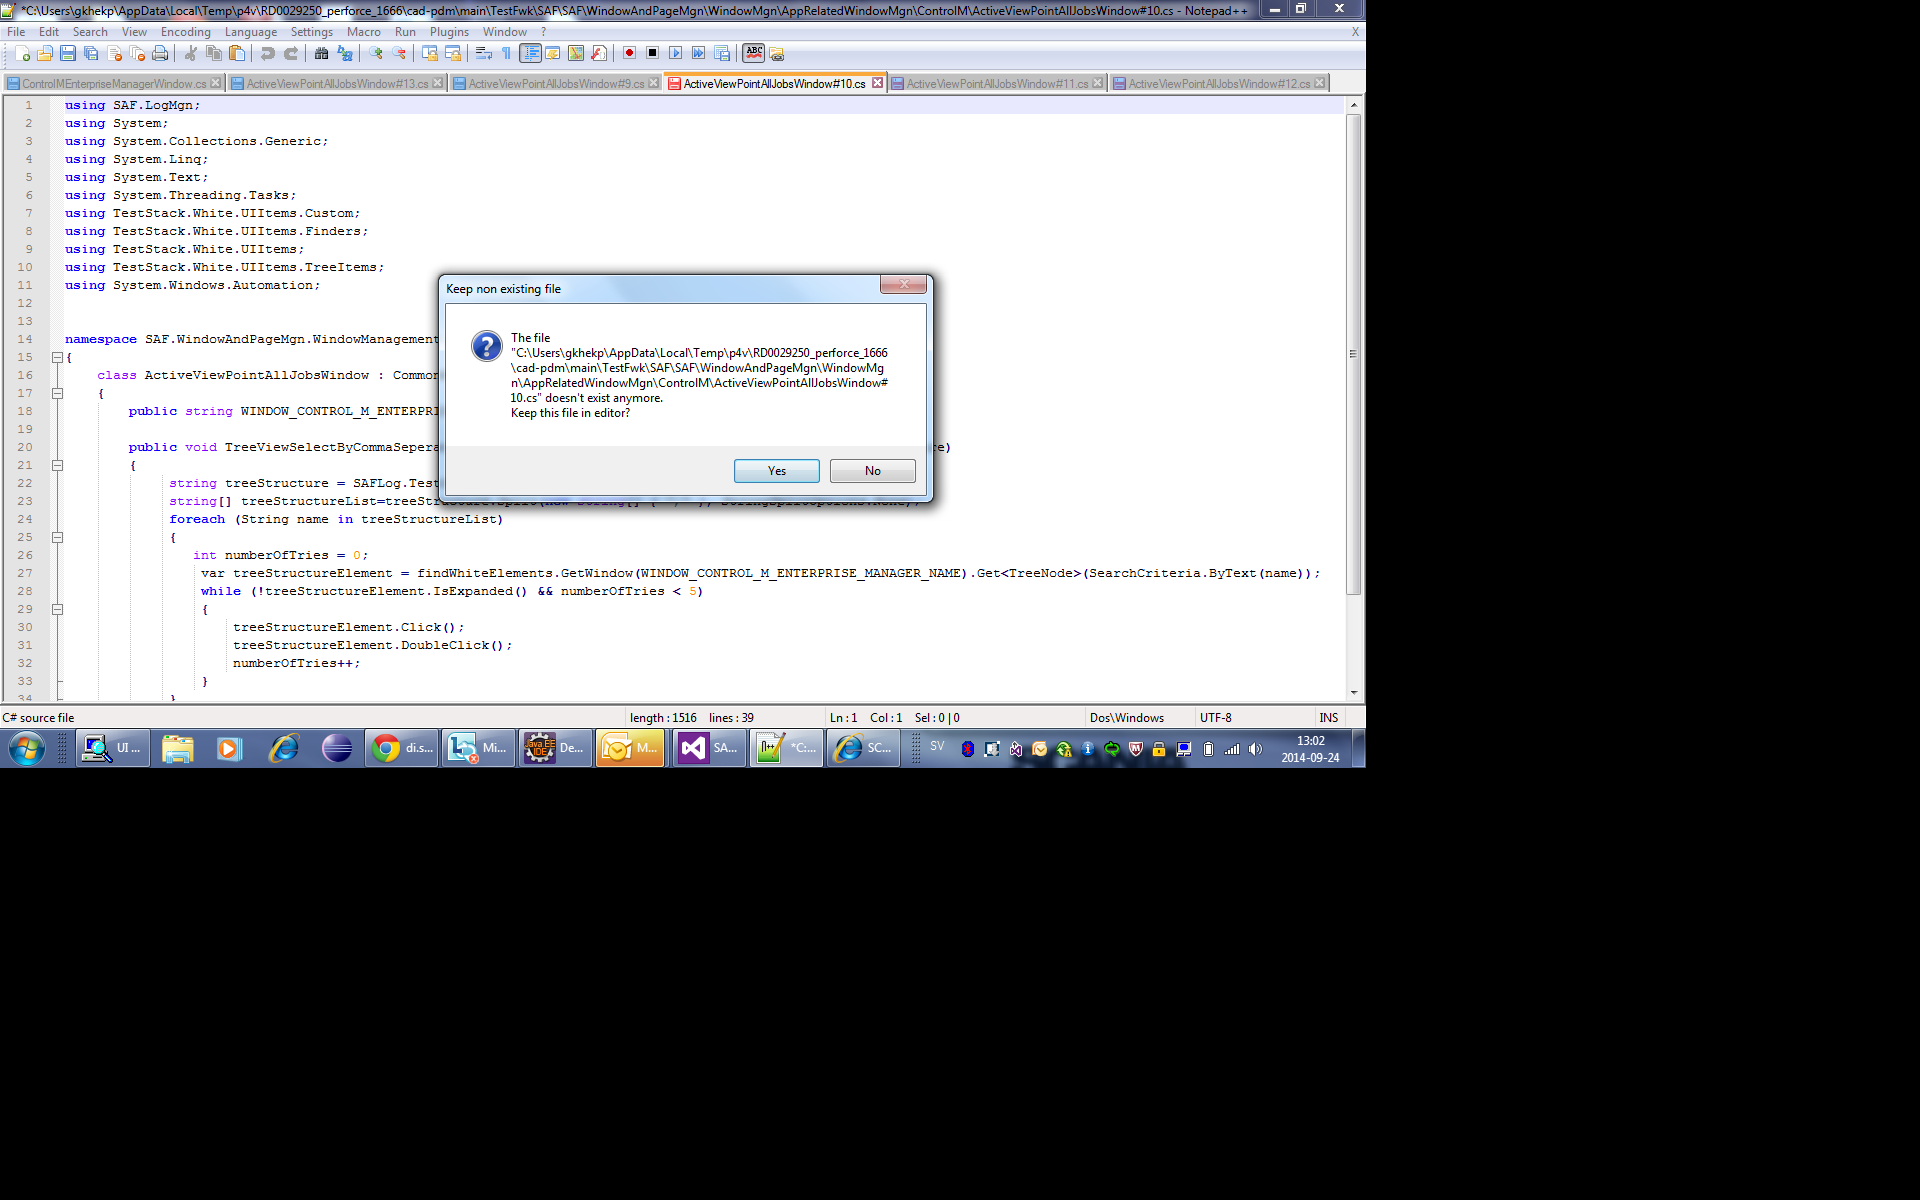 *C:\Users\gkhekp\AppData\Local\Temp\p4v\RD0029250_perforce_1666\cad-pdm\main\TestFwk\SAF\SAF\WindowAndPageMgn\WindowMgn\AppRelatedWindowMgn\ControlM\ActiveViewPointAllJobsWindow#10.cs - Notepad++
File Edit Search View Encoding Language Settings Macro Run Plugins Window ? X
ControlMEnterpriseManagerWindow.cs ActiveViewPointAllJobsWindow#13.cs ActiveViewPointAllJobsWindow#9.cs ActiveViewPointAllJobsWindow#10.cs ActiveViewPointAllJobsWindow#11.cs ActiveViewPointAllJobsWindow#12.cs
1 using SAF.LogMgn;
2 using System;
3 using System.Collections.Generic;
4 using System.Linq;
5 using System.Text;
6 using System.Threading.Tasks;
7 using TestStack.White.UIItems.Custom;
8 using TestStack.White.UIItems.Finders;
9 using TestStack.White.UIItems;
10 using TestStack.White.UIItems.TreeItems;
11 using System.Windows.Automation;
12
13
14 namespace SAF.WindowAndPageMgn.WindowManagement
15 {
16 class ActiveViewPointAllJobsWindow : Common
17 {
18 public string WINDOW_CONTROL_M_ENTERPRI
19
20 public void TreeViewSelectByCommaSepera e)
21 {
22 string treeStructure = SAFLog.Test
23 string[] treeStructureList=treeStructure.Split(new string[] { }, StringSplitOptions.None);
24 foreach (String name in treeStructureList)
25 {
26 int numberOfTries = 0;
27 var treeStructureElement = findWhiteElements.GetWindow(WINDOW_CONTROL_M_ENTERPRISE_MANAGER_NAME).Get<TreeNode>(SearchCriteria.ByText(name));
28 while (!treeStructureElement.IsExpanded() && numberOfTries < 5)
29 {
30 treeStructureElement.Click();
31 treeStructureElement.DoubleClick();
32 numberOfTries++;
33 }
34 }
Keep non existing file
The file
"C:\Users\gkhekp\AppData\Local\Temp\p4v\RD0029250_perforce_1666
\cad-pdm\main\TestFwk\SAF\SAF\WindowAndPageMgn\WindowMg
n\AppRelatedWindowMgn\ControlM\ActiveViewPointAllJobsWindow#
10.cs" doesn't exist anymore.
Keep this file in editor?
Yes No
C# source file length : 1516 lines : 39 Ln : 1 Col : 1 Sel : 0 | 0 Dos\Windows UTF-8 INS
UI ... di.s... Mi... De... M... SA... *C:... SC... SV 13:02
2014-09-24